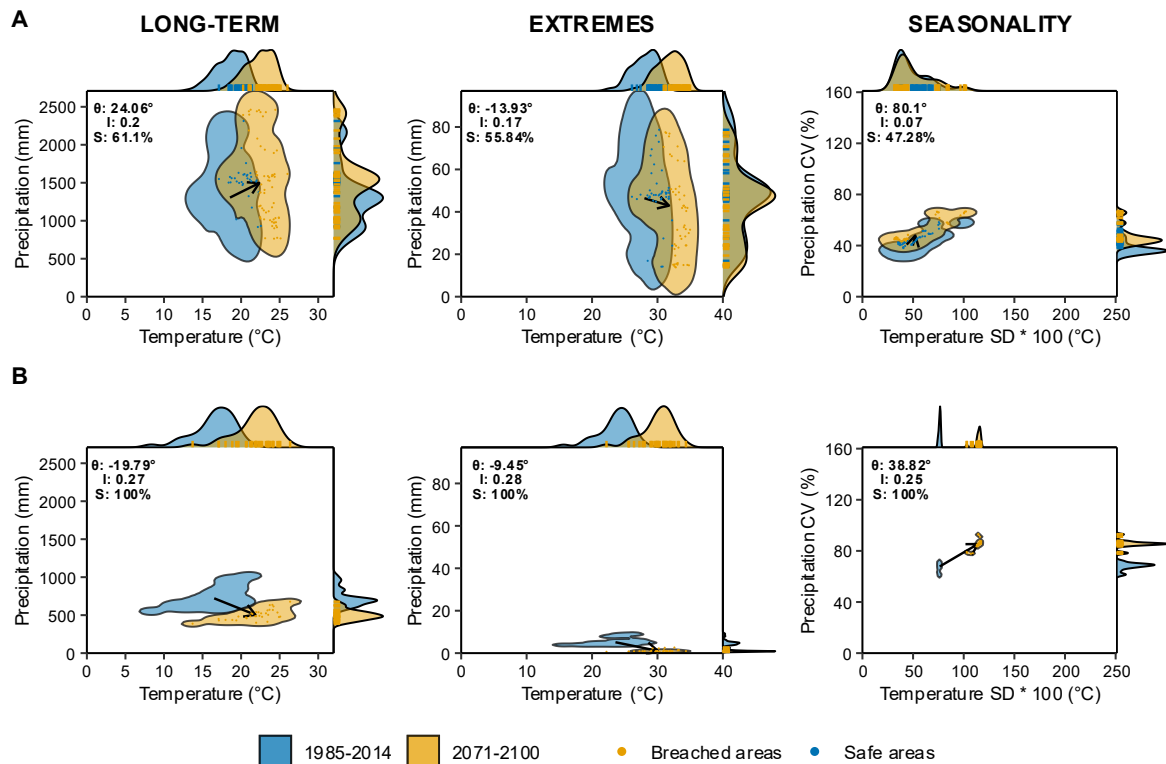 A
LONG-TERM
EXTREMES
SEASONALITY
θ: 24.06°
I: 0.2
S: 61.1%
Precipitation (mm)
2500
2000
1500
1000
500
0
0 5 10 15 20 25 30
Temperature (°C)
θ: -13.93°
I: 0.17
S: 55.84%
Precipitation (mm)
80
60
40
20
0
0 10 20 30 40
Temperature (°C)
θ: 80.1°
I: 0.07
S: 47.28%
Precipitation CV (%)
160
120
80
40
0
0 50 100 150 200 250
Temperature SD * 100 (°C)
B
θ: -19.79°
I: 0.27
S: 100%
Precipitation (mm)
2500
2000
1500
1000
500
0
0 5 10 15 20 25 30
Temperature (°C)
θ: -9.45°
I: 0.28
S: 100%
Precipitation (mm)
80
60
40
20
0
0 10 20 30 40
Temperature (°C)
θ: 38.82°
I: 0.25
S: 100%
Precipitation CV (%)
160
120
80
40
0
0 50 100 150 200 250
Temperature SD * 100 (°C)
1985-2014
2071-2100
Breached areas
Safe areas